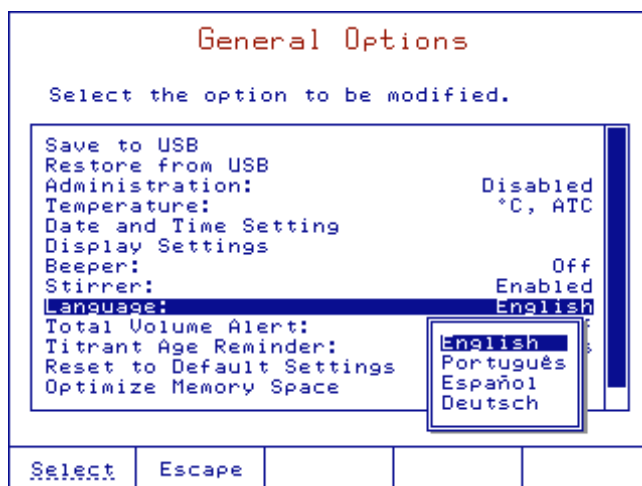 General Options
Select the option to be modified.
Save to USB
Restore from USB
Administration: Disabled
Temperature: °C, ATC
Date and Time Setting
Display Settings
Beeper: Off
Stirrer: Enabled
Language: English
Total Volume Alert:
Titrant Age Reminder:
Reset to Default Settings
Optimize Memory Space
English
Português
Español
Deutsch
Select Escape